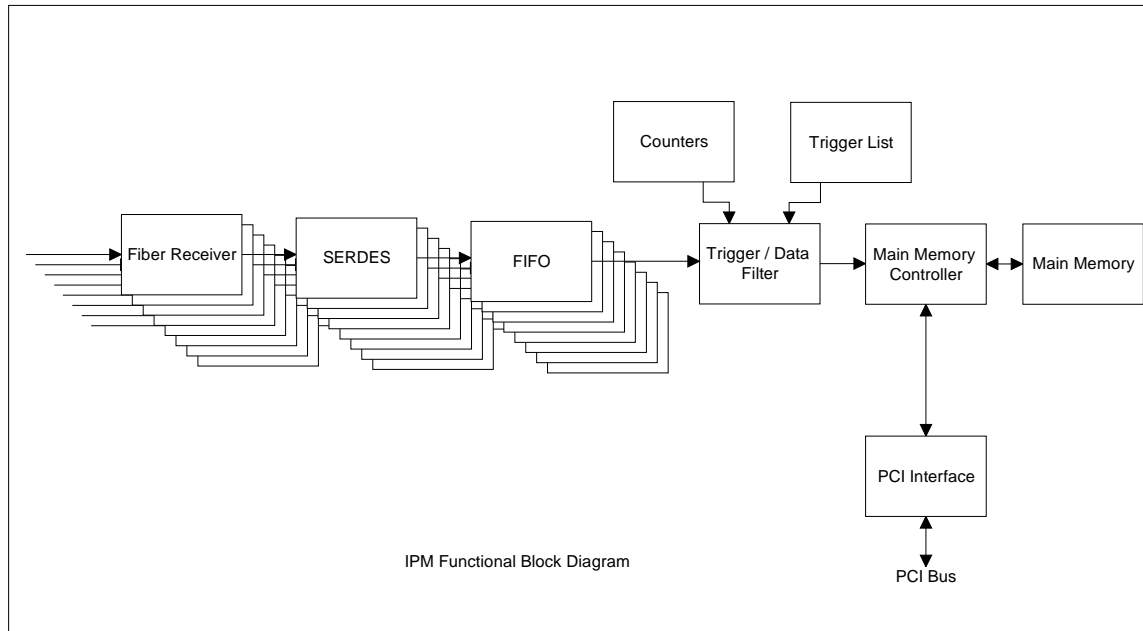 Counters
Trigger List
Fiber Receiver
SERDES
FIFO
Trigger / Data
Filter
Main Memory
Controller
Main Memory
PCI Interface
IPM Functional Block Diagram
PCI Bus